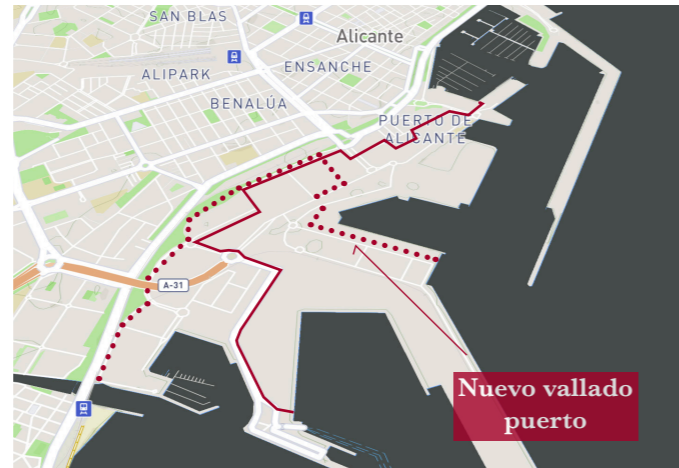 SAN BLAS
Alicante
ENSANCHE
ALIPARK
BENALÚA
PUERTO DE
ALICANTE
A-31
Nuevo vallado
puerto